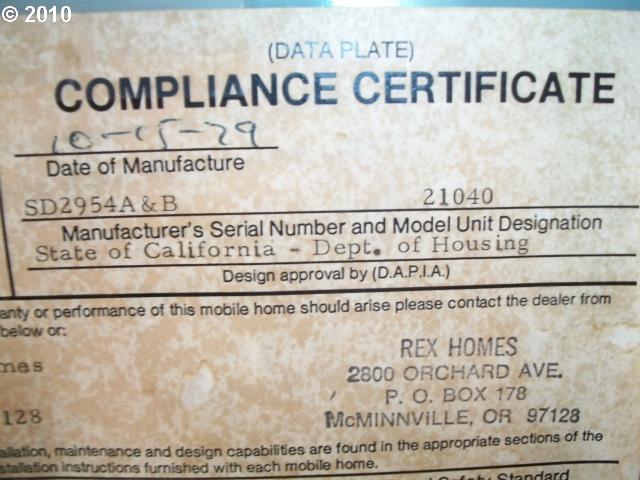 © 2010
(DATA PLATE)
COMPLIANCE CERTIFICATE
10-15-79
Date of Manufacture
SD2954A&B 21040
Manufacturer's Serial Number and Model Unit Designation
State of California - Dept. of Housing
Design approval by (D.A.P.I.A.)
anty or performance of this mobile home should arise please contact the dealer from
below or:
mes
REX HOMES
2800 ORCHARD AVE.
P. O. BOX 178
128
McMINNVILLE, OR 97128
allation, maintenance and design capabilities are found in the appropriate sections of the
stallation instructions furnished with each mobile home.
Safety Standard